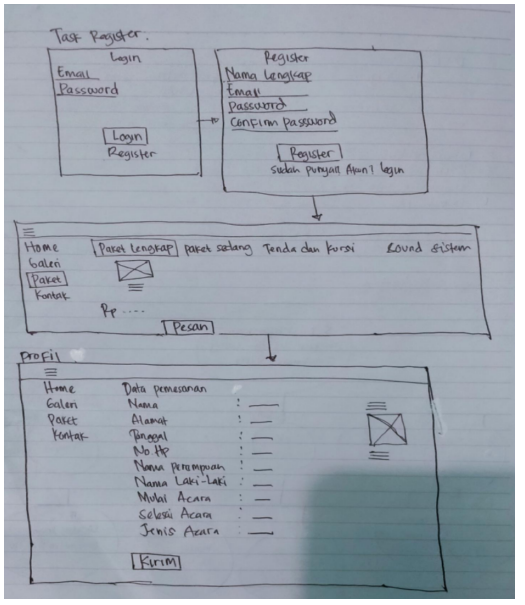 Task Register.
Login
Email
Password
Login
Register
Register
Nama Lengkap
Email
Password
Confirm password
Register
sudah punya Akun? login
Home
Galeri
Paket
Kontak
Paket Lengkap paket sedang Tenda dan Kursi Sound sistem
Rp ....
Pesan
Profil
Home
Galeri
Paket
Kontak
Data pemesanan
Nama :
Alamat :
Tanggal :
No. Hp :
Nama perempuan :
Nama Laki-Laki :
Mulai Acara :
Selesai Acara :
Jenis Acara :
Kirim